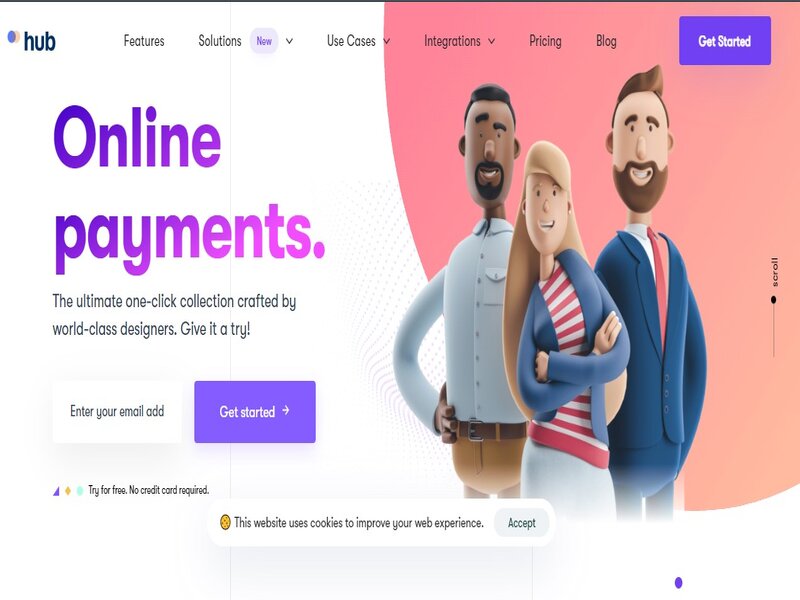 hub
Features
Solutions New
Use Cases
Integrations
Pricing
Blog
Get Started
Online
payments.
The ultimate one-click collection crafted by
world-class designers. Give it a try!
scroll
Enter your email add
Get started →
Try for free. No credit card required.
This website uses cookies to improve your web experience.
Accept